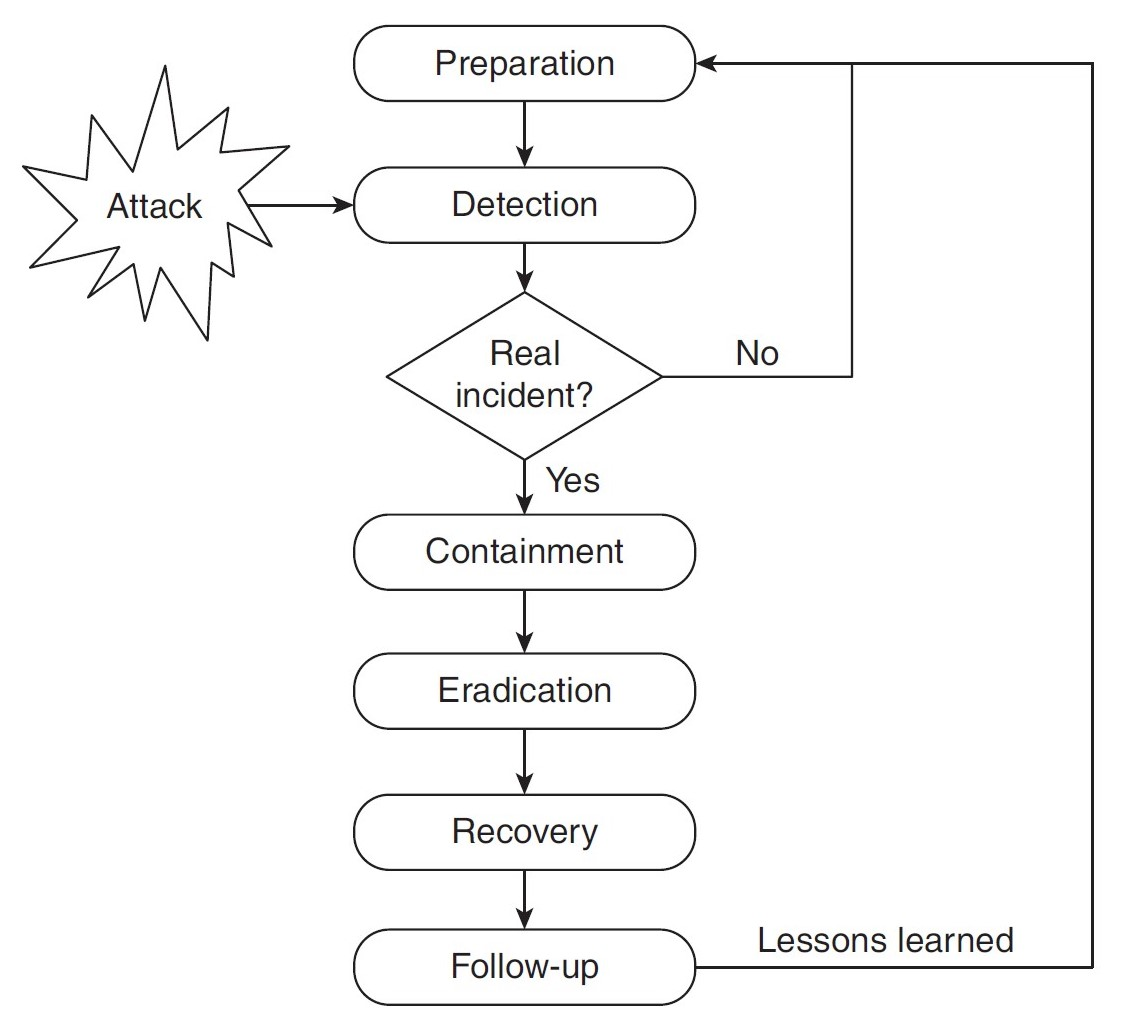 Preparation
Attack
Detection
Real
incident?
No
Yes
Containment
Eradication
Recovery
Follow-up
Lessons learned